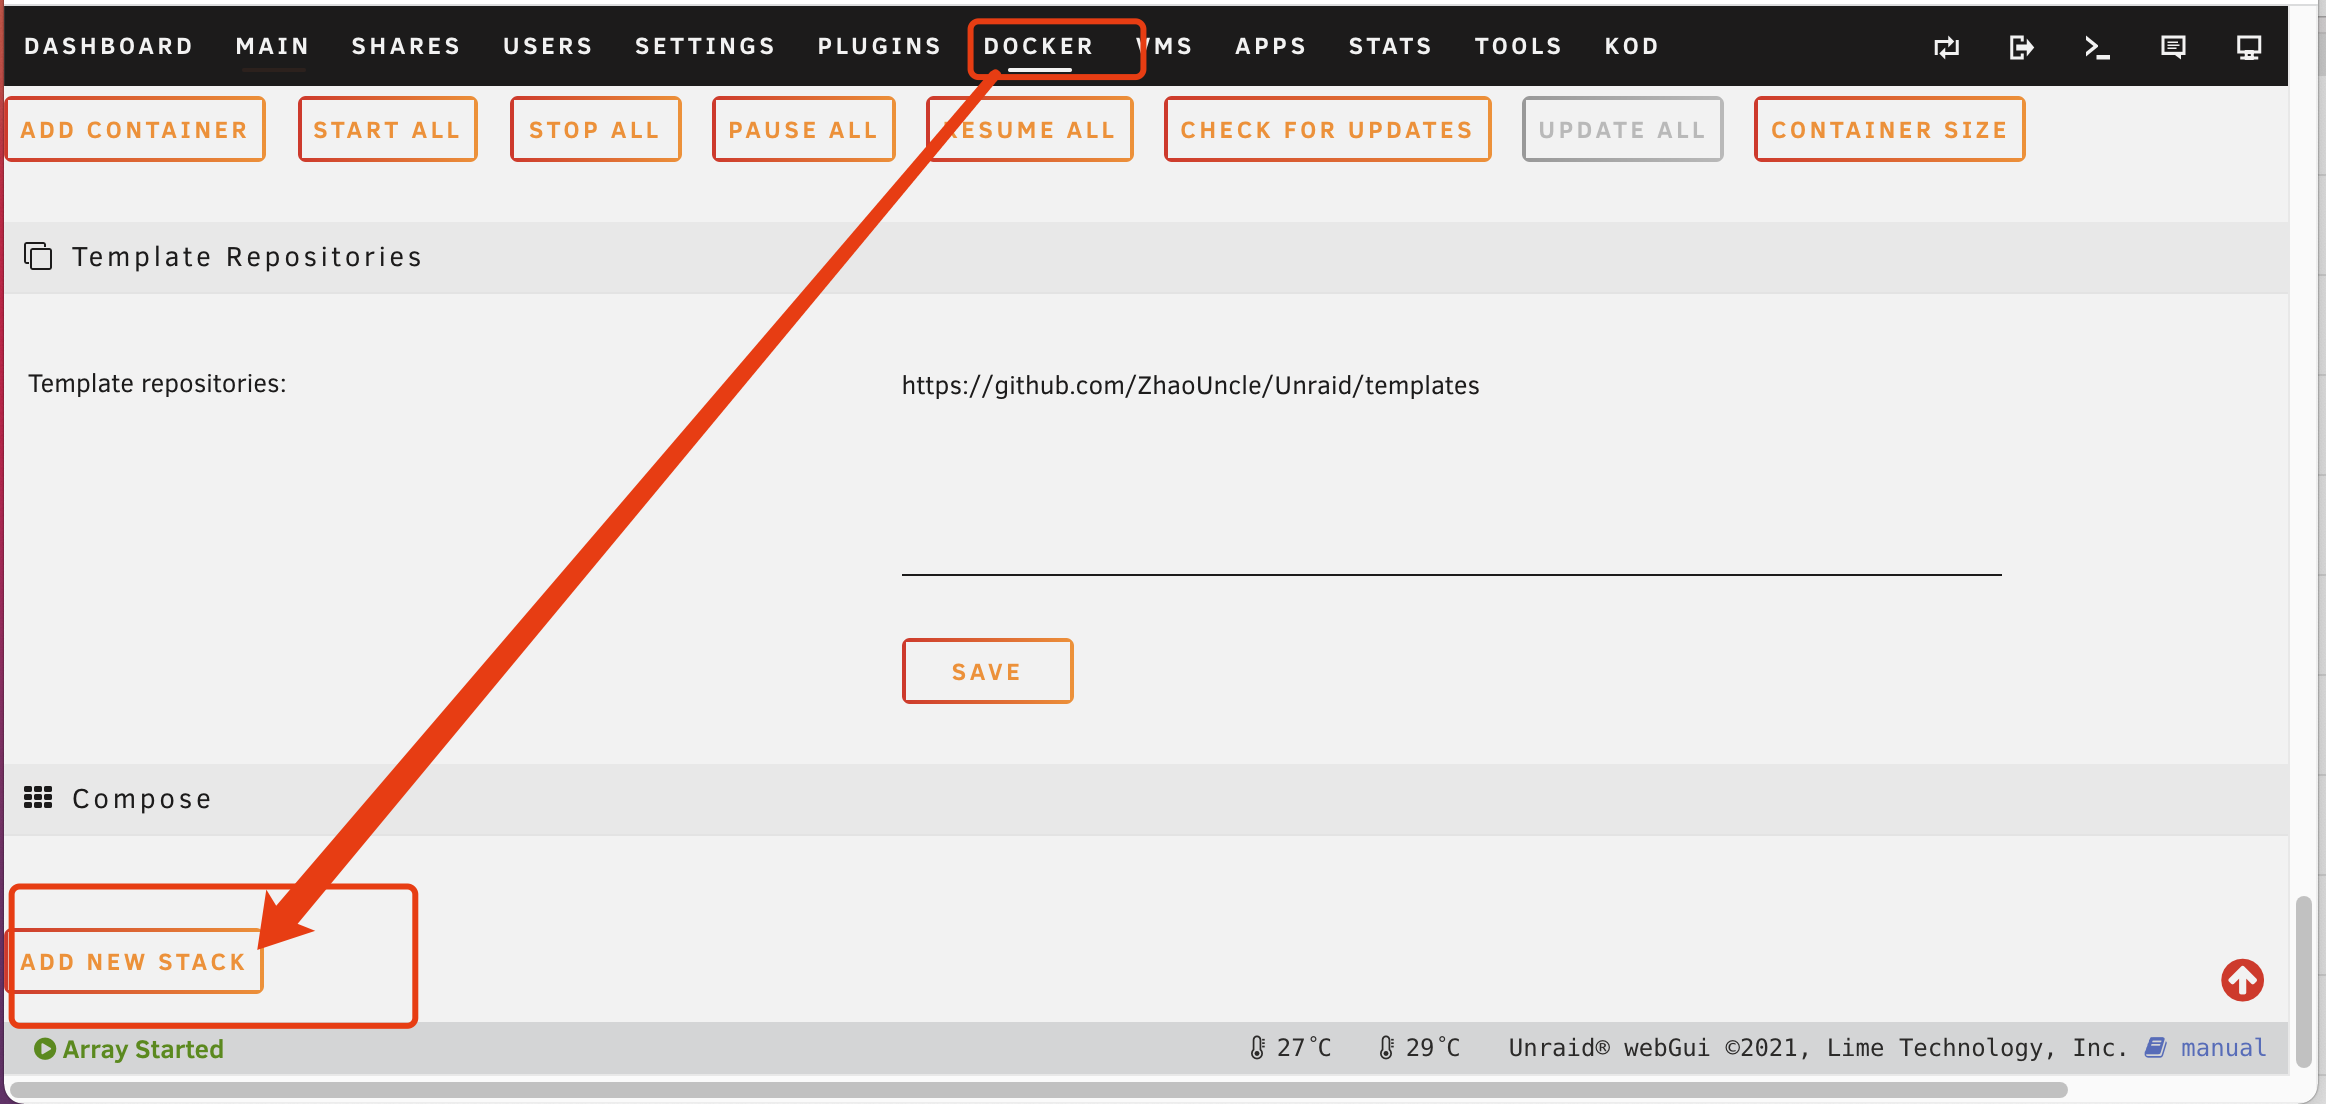 DASHBOARD MAIN SHARES USERS SETTINGS PLUGINS DOCKER VMS APPS STATS TOOLS KOD
ADD CONTAINER START ALL STOP ALL PAUSE ALL RESUME ALL CHECK FOR UPDATES UPDATE ALL CONTAINER SIZE
Template Repositories
Template repositories: https://github.com/ZhaoUncle/Unraid/templates
SAVE
Compose
ADD NEW STACK
Array Started 27°C 29°C Unraid® webGui ©2021, Lime Technology, Inc. manual